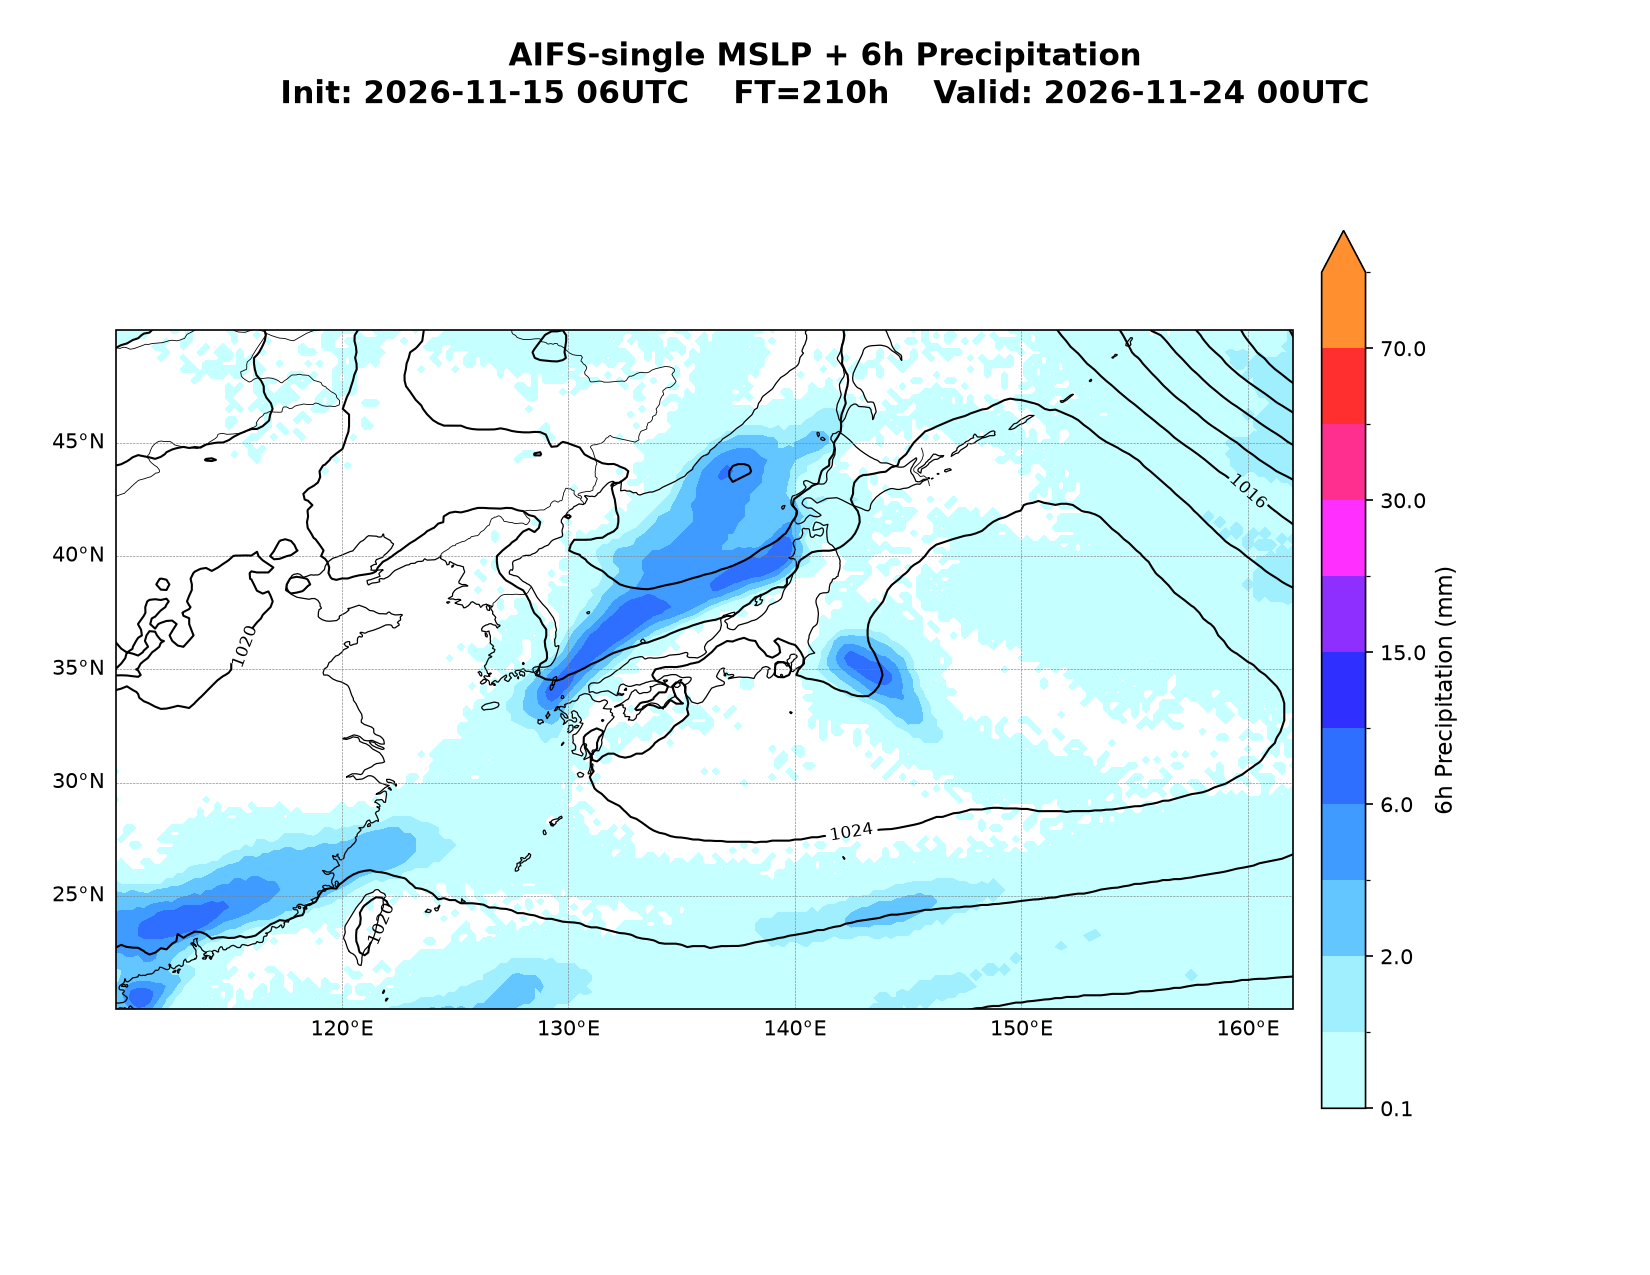 AIFS-single MSLP + 6h Precipitation
Init: 2026-11-15 06UTC    FT=210h    Valid: 2026-11-24 00UTC
70.0
30.0
15.0
6.0
2.0
0.1
6h Precipitation (mm)
45°N
40°N
35°N
30°N
25°N
1016
1020
1024
1020
120°E
130°E
140°E
150°E
160°E